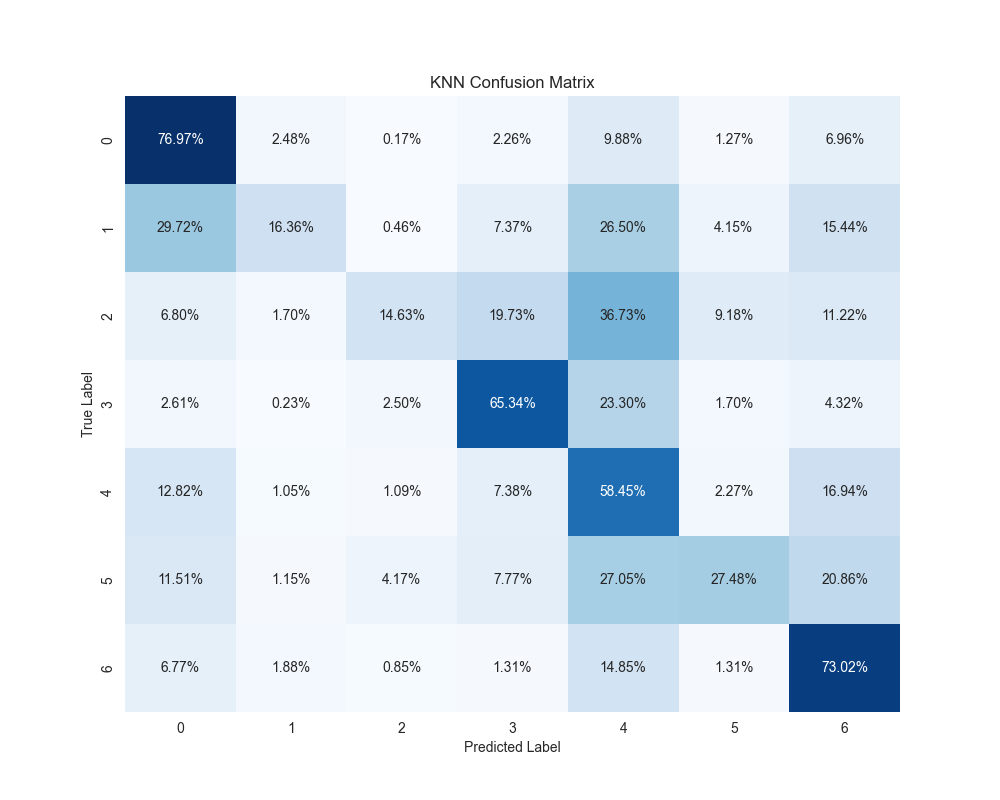 KNN Confusion Matrix
0 76.97% 2.48% 0.17% 2.26% 9.88% 1.27% 6.96%
1 29.72% 16.36% 0.46% 7.37% 26.50% 4.15% 15.44%
2 6.80% 1.70% 14.63% 19.73% 36.73% 9.18% 11.22%
True Label
3 2.61% 0.23% 2.50% 65.34% 23.30% 1.70% 4.32%
4 12.82% 1.05% 1.09% 7.38% 58.45% 2.27% 16.94%
5 11.51% 1.15% 4.17% 7.77% 27.05% 27.48% 20.86%
6 6.77% 1.88% 0.85% 1.31% 14.85% 1.31% 73.02%
0 1 2 3 4 5 6
Predicted Label